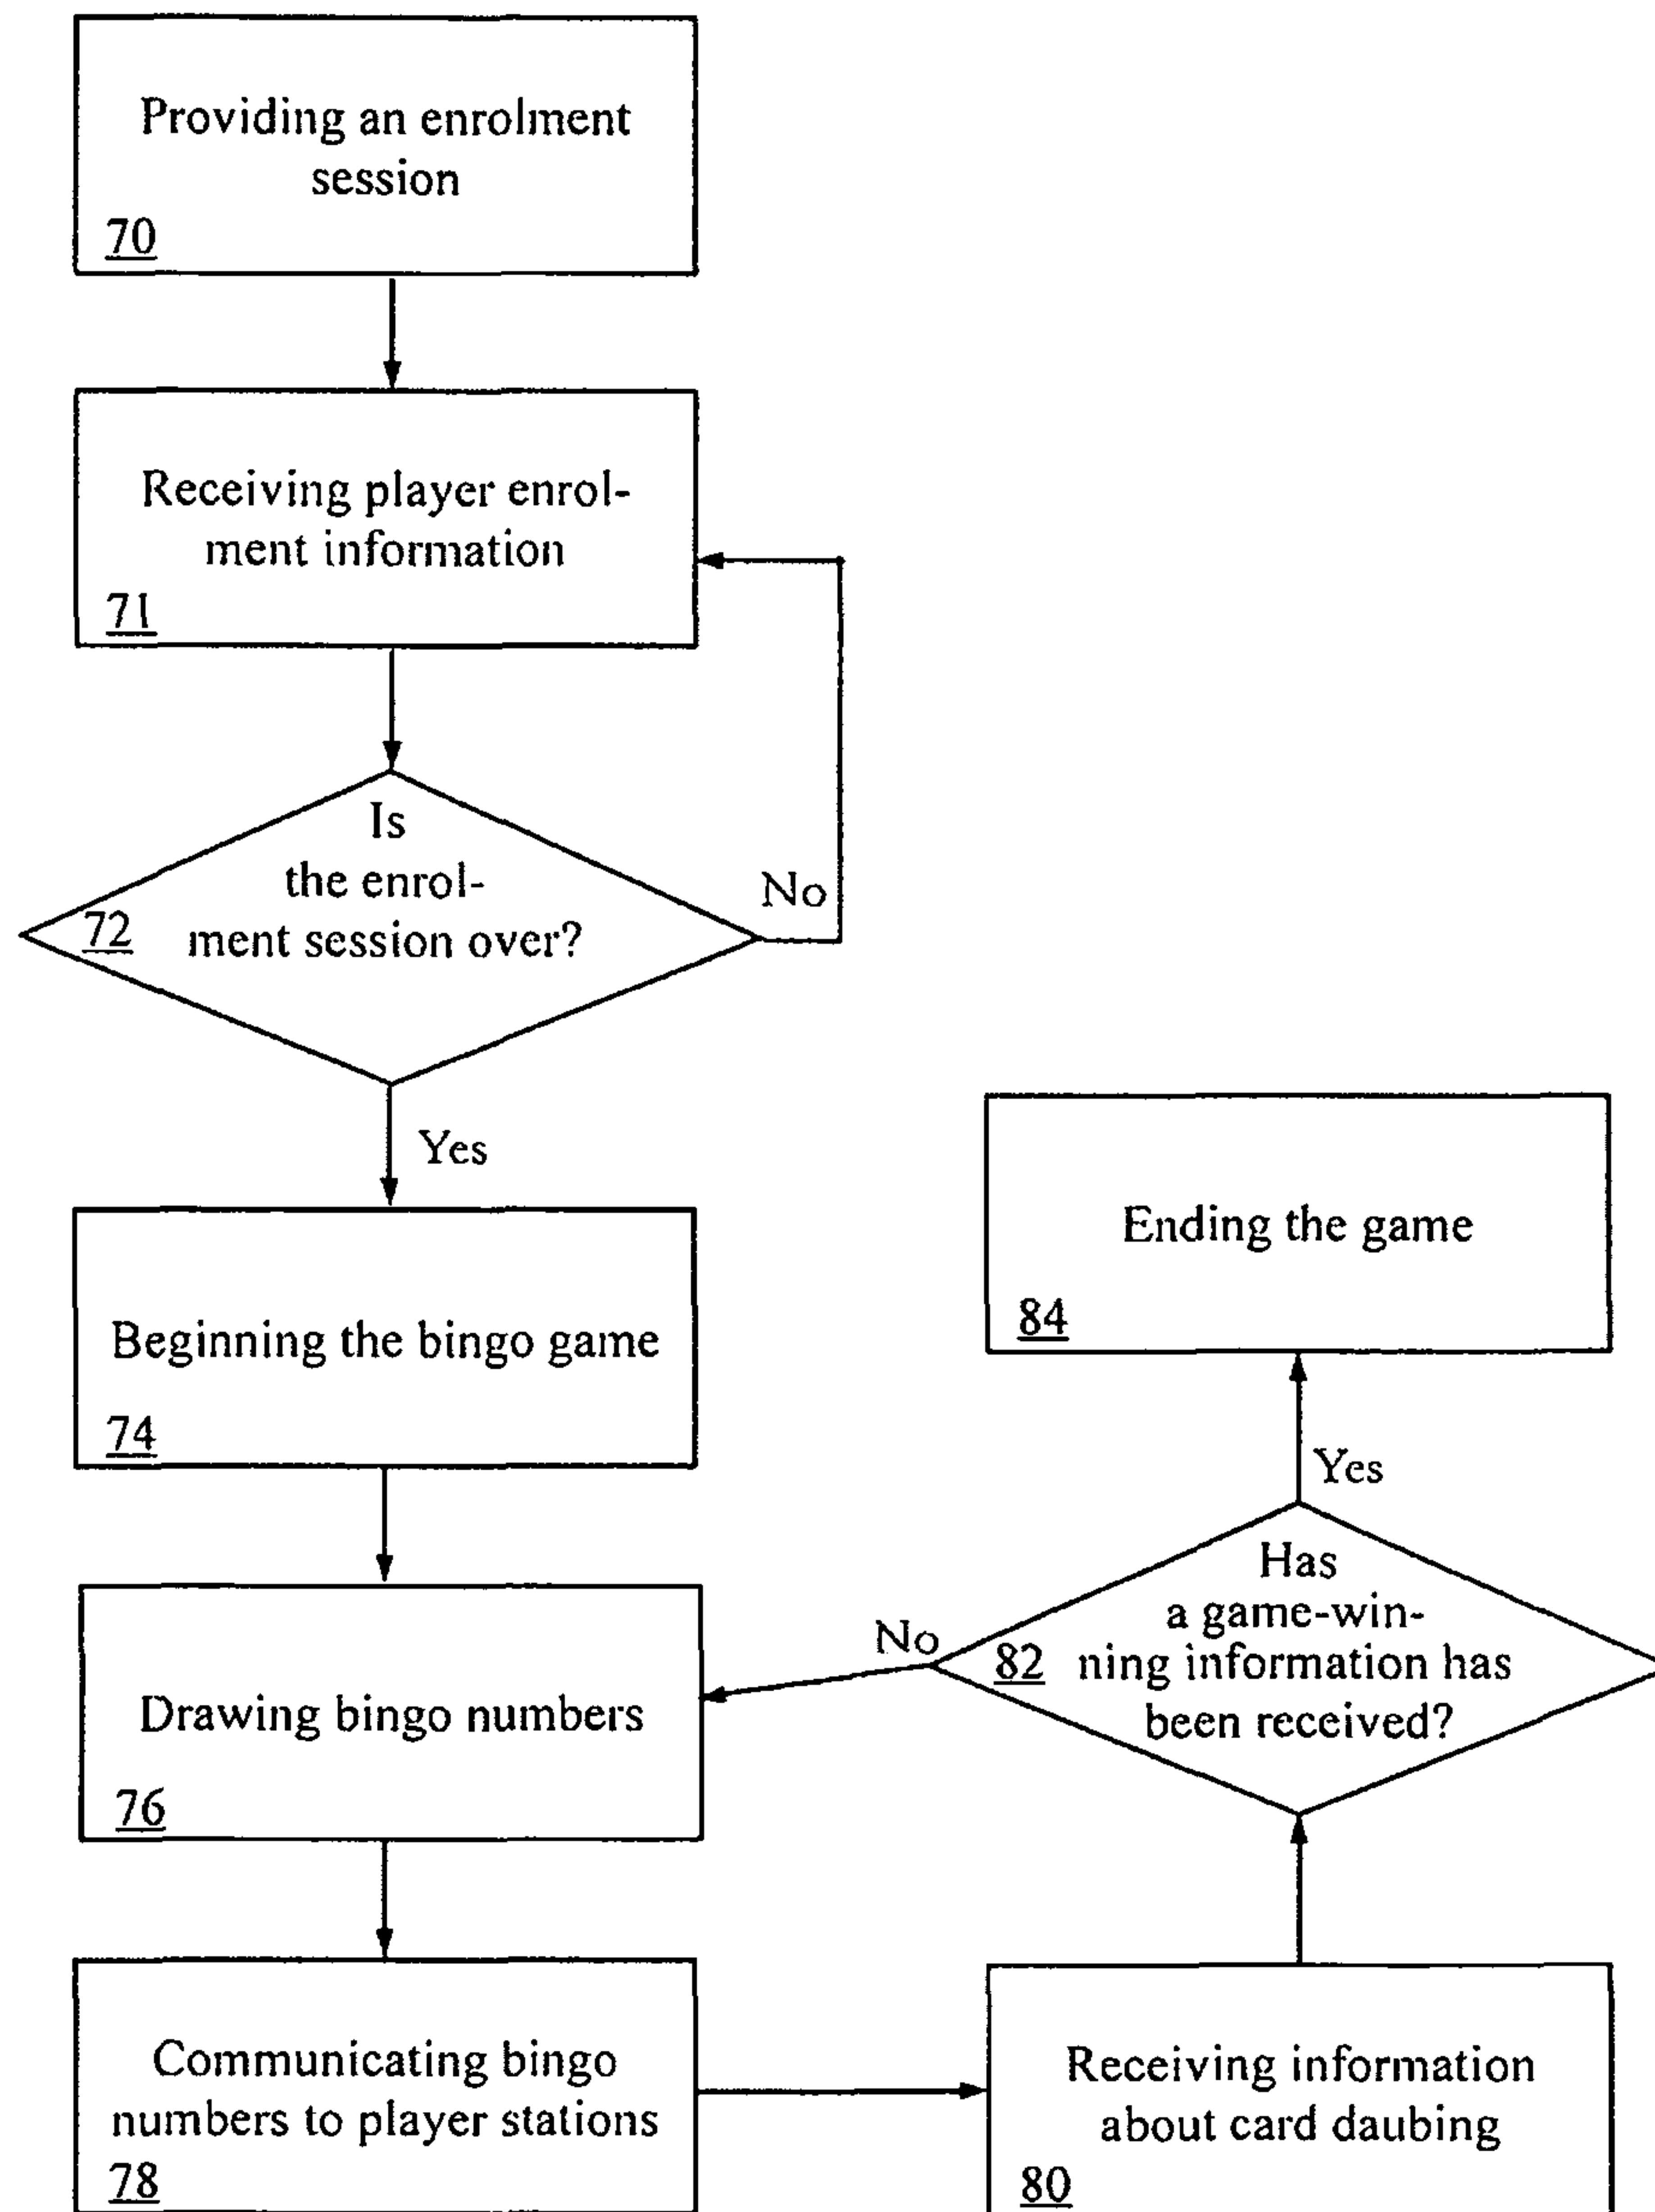 Providing an enrolment
session
70
Receiving player enrol-
ment information
71
Is
the enrol-
72 ment session over?
No
Yes
Beginning the bingo game
74
Drawing bingo numbers
76
Communicating bingo
numbers to player stations
78
Receiving information
about card daubing
80
Has
a game-win-
82 ning information has
been received?
No
Yes
Ending the game
84